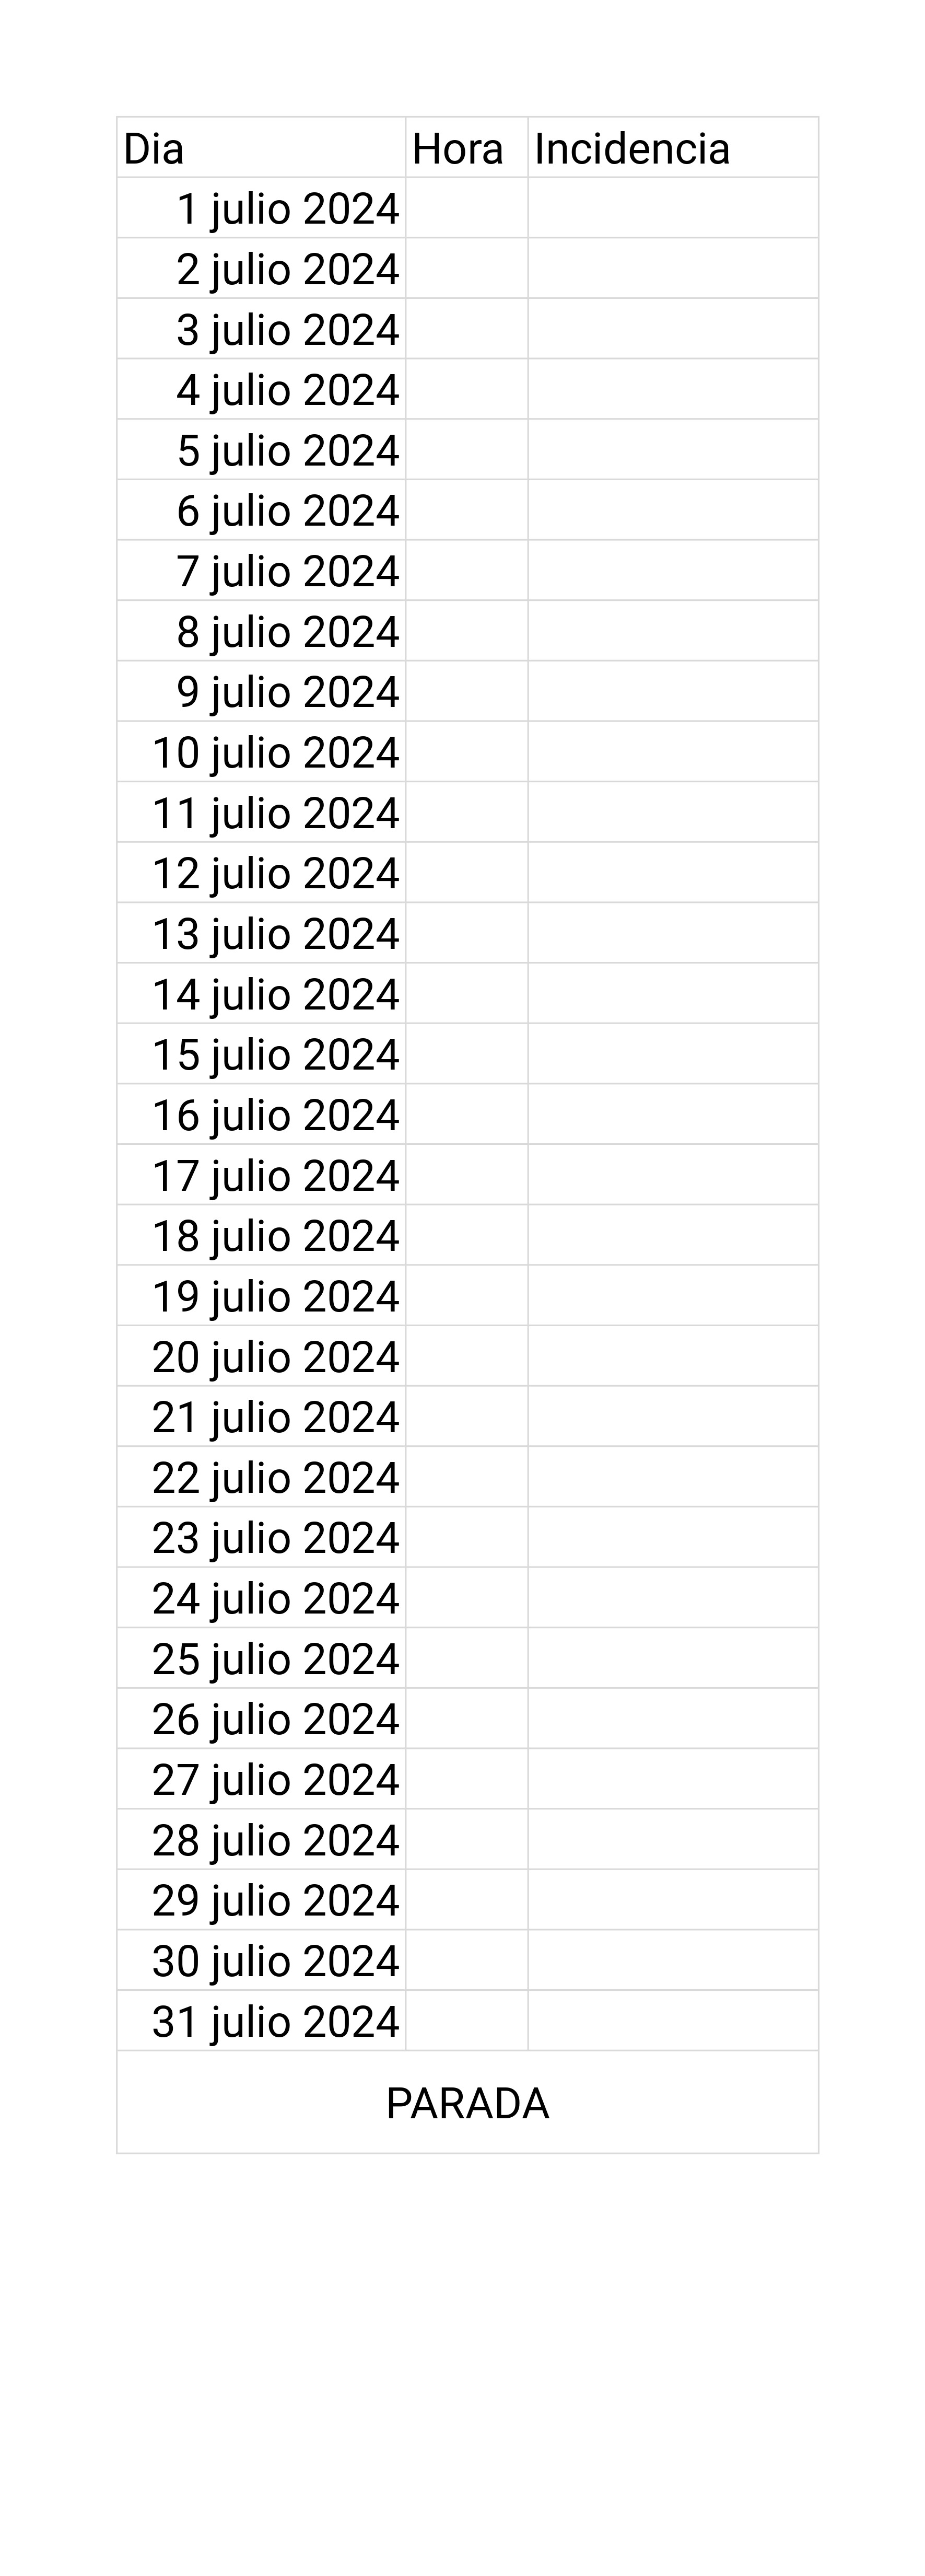 Dia Hora Incidencia
1 julio 2024
2 julio 2024
3 julio 2024
4 julio 2024
5 julio 2024
6 julio 2024
7 julio 2024
8 julio 2024
9 julio 2024
10 julio 2024
11 julio 2024
12 julio 2024
13 julio 2024
14 julio 2024
15 julio 2024
16 julio 2024
17 julio 2024
18 julio 2024
19 julio 2024
20 julio 2024
21 julio 2024
22 julio 2024
23 julio 2024
24 julio 2024
25 julio 2024
26 julio 2024
27 julio 2024
28 julio 2024
29 julio 2024
30 julio 2024
31 julio 2024
PARADA